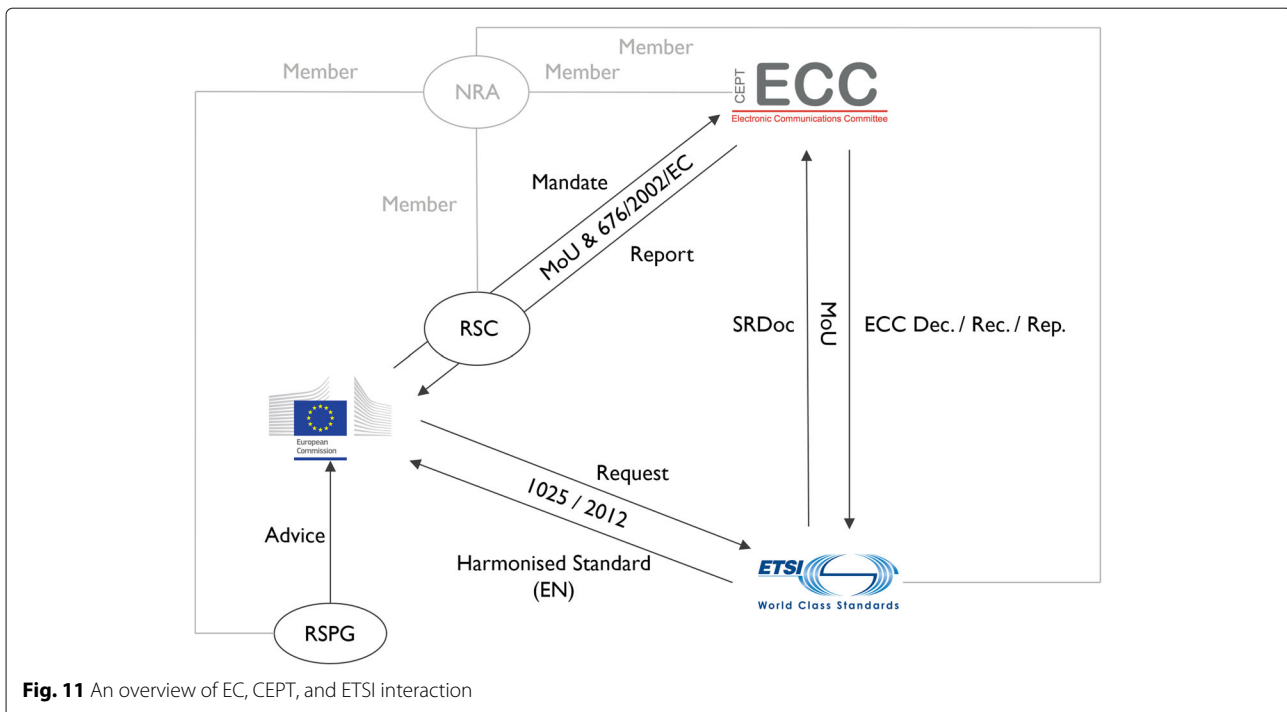 Member
Member
NRA
Member
Member
CEPT
ECC
Electronic Communications Committee
Mandate
MoU & 676/2002/EC
Report
RSC
SRDoc
MoU
ECC Dec. / Rec. / Rep.
European
Commission
Request
1025 / 2012
Harmonised Standard
(EN)
Advice
RSPG
ETSI
World Class Standards
Fig. 11 An overview of EC, CEPT, and ETSI interaction